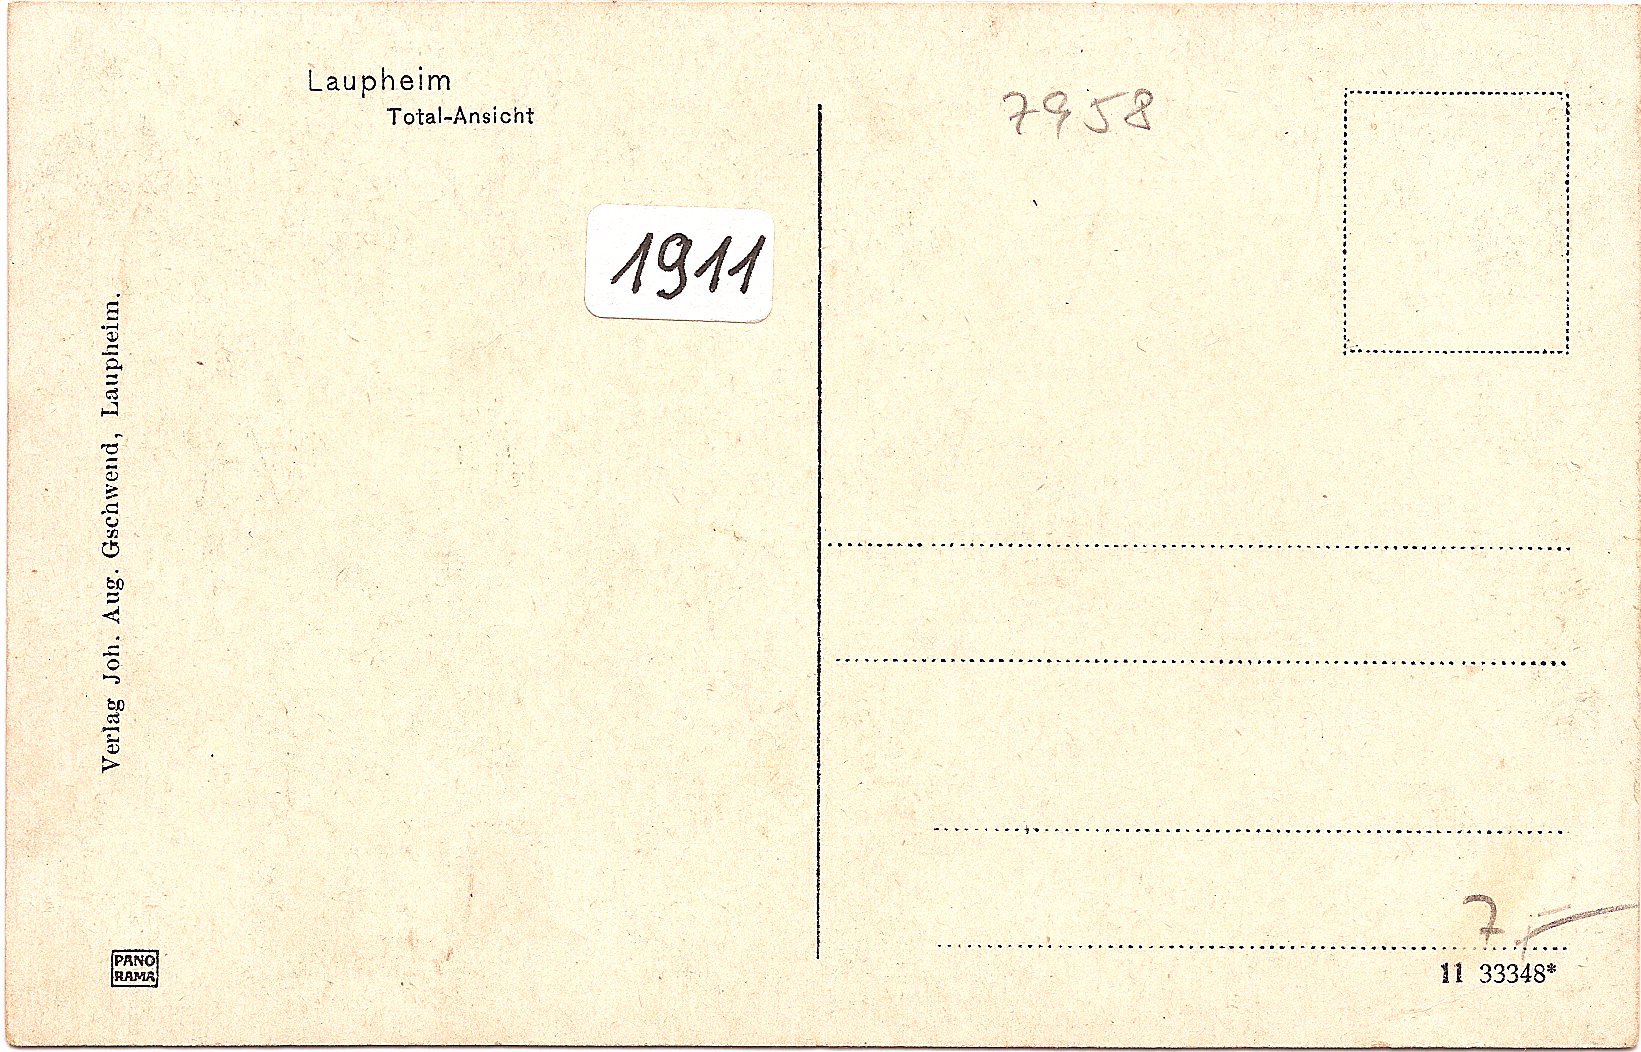 Laupheim
Total-Ansicht
7958
1911
Verlag Joh. Aug. Gschwend, Laupheim.
7.-
PANO
RAMA
11 33348*